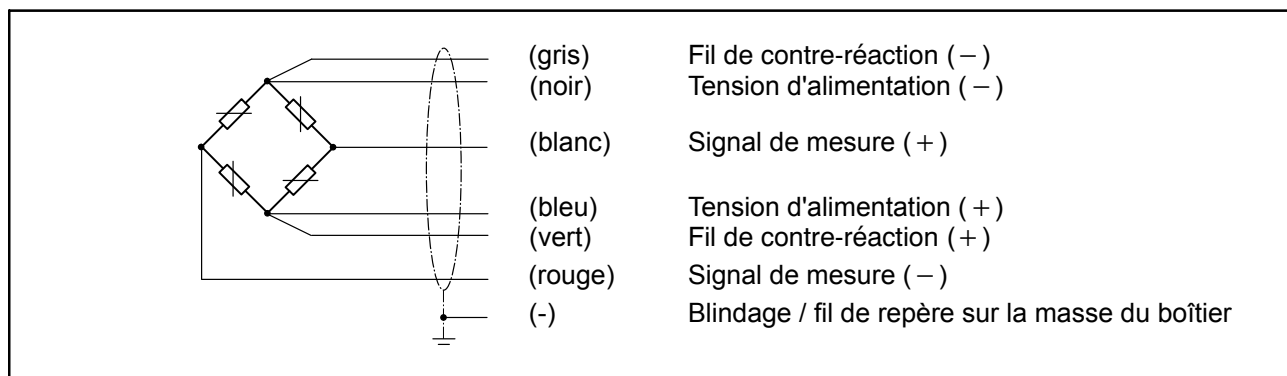 (gris) Fil de contre-réaction (−)
(noir) Tension d'alimentation (−)
(blanc) Signal de mesure (+)
(bleu) Tension d'alimentation (+)
(vert) Fil de contre-réaction (+)
(rouge) Signal de mesure (−)
(-) Blindage / fil de repère sur la masse du boîtier